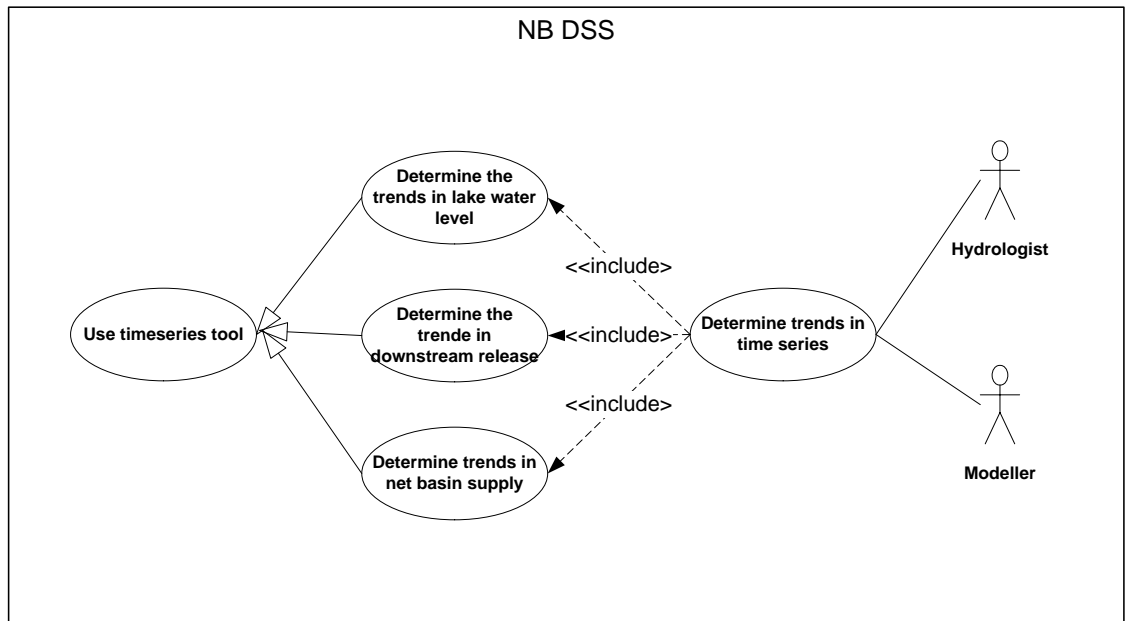 NB DSS
Determine the
trends in lake water
level
Hydrologist
<<include>
Use timeseries tool
Determine the
trende in
downstream release
<<include>
Determine trends in
time series
<<include>
Determine trends in
net basin supply
Modeller